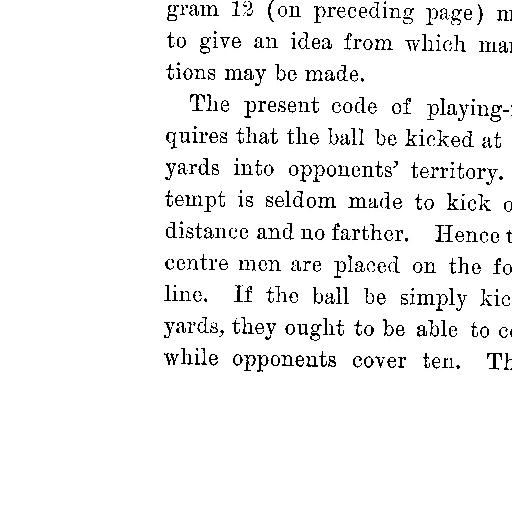 gram 12 (on preceding page) m
to give an idea from which mar
tions may be made.
The present code of playing-
quires that the ball be kicked at
yards into opponents' territory.
tempt is seldom made to kick o
distance and no farther. Hence t
centre men are placed on the fo
line. If the ball be simply kic
yards, they ought to be able to c
while opponents cover ten. Th